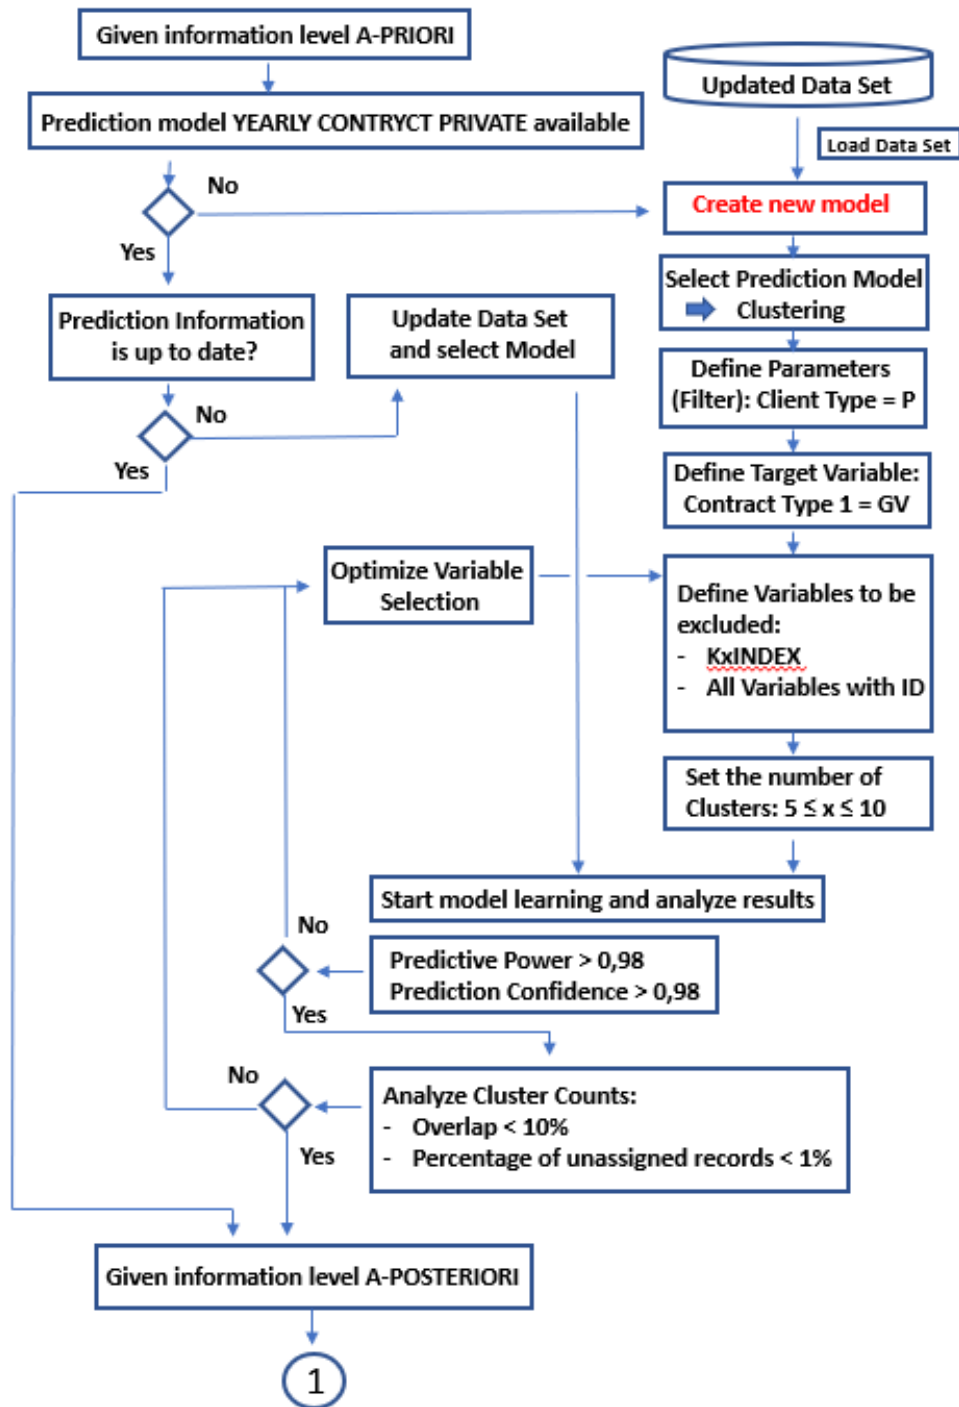 Given information level A-PRIORI
Updated Data Set
Prediction model YEARLY CONTRYCT PRIVATE available
Load Data Set
No
Create new model
Yes
Select Prediction Model
Clustering
Prediction Information
is up to date?
Update Data Set
and select Model
Define Parameters
(Filter): Client Type = P
No
Yes
Define Target Variable:
Contract Type 1 = GV
Optimize Variable
Selection
Define Variables to be
excluded:
- KxINDEX
- All Variables with ID
Set the number of
Clusters: 5 ≤ x ≤ 10
Start model learning and analyze results
No
Predictive Power > 0,98
Prediction Confidence > 0,98
Yes
No
Analyze Cluster Counts:
- Overlap < 10%
- Percentage of unassigned records < 1%
Yes
Given information level A-POSTERIORI
1